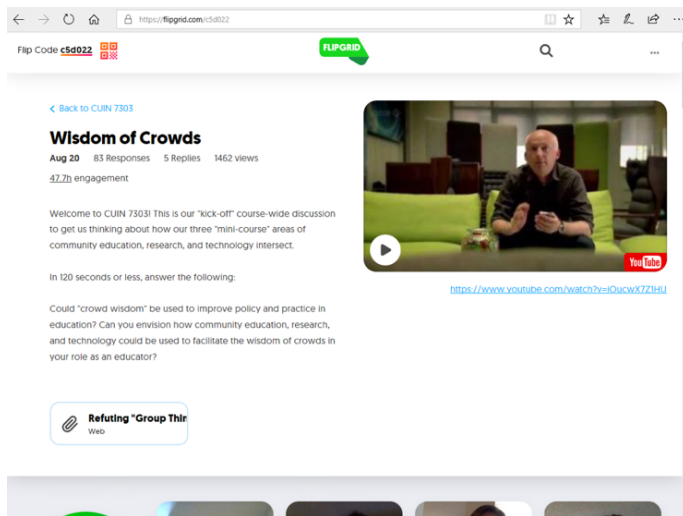 https://flipgrid.com/c5d022
Flip Code c5d022
FLIPGRID
Back to CUIN 7303
Wisdom of Crowds
Aug 20 83 Responses 5 Replies 1462 views
47.7h engagement
Welcome to CUIN 7303! This is our "kick-off" course-wide discussion
to get us thinking about how our three "mini-course" areas of
community education, research, and technology intersect.
In 120 seconds or less, answer the following:
Could "crowd wisdom" be used to improve policy and practice in
education? Can you envision how community education, research,
and technology could be used to facilitate the wisdom of crowds in
your role as an educator?
YouTube
https://www.youtube.com/watch?v=iOucwX7Z1HU
Refuting "Group Thin
Web